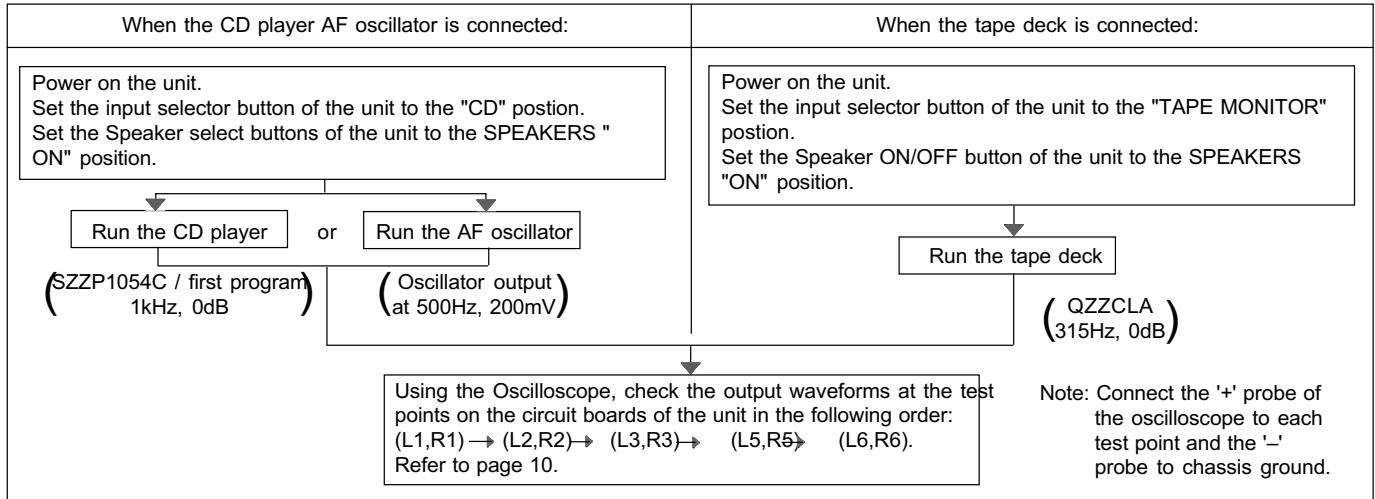 When the CD player AF oscillator is connected:
When the tape deck is connected:
Power on the unit.
Set the input selector button of the unit to the "CD" postion.
Set the Speaker select buttons of the unit to the SPEAKERS "
ON" position.
Run the CD player
or
Run the AF oscillator
(SZZP1054C / first program
1kHz, 0dB)
(Oscillator output
at 500Hz, 200mV)
Power on the unit.
Set the input selector button of the unit to the "TAPE MONITOR"
postion.
Set the Speaker ON/OFF button of the unit to the SPEAKERS
"ON" position.
Run the tape deck
(QZZCLA
315Hz, 0dB)
Using the Oscilloscope, check the output waveforms at the test
points on the circuit boards of the unit in the following order:
(L1,R1) → (L2,R2) → (L3,R3) → (L5,R5) → (L6,R6).
Refer to page 10.
Note: Connect the '+' probe of
the oscilloscope to each
test point and the '–'
probe to chassis ground.